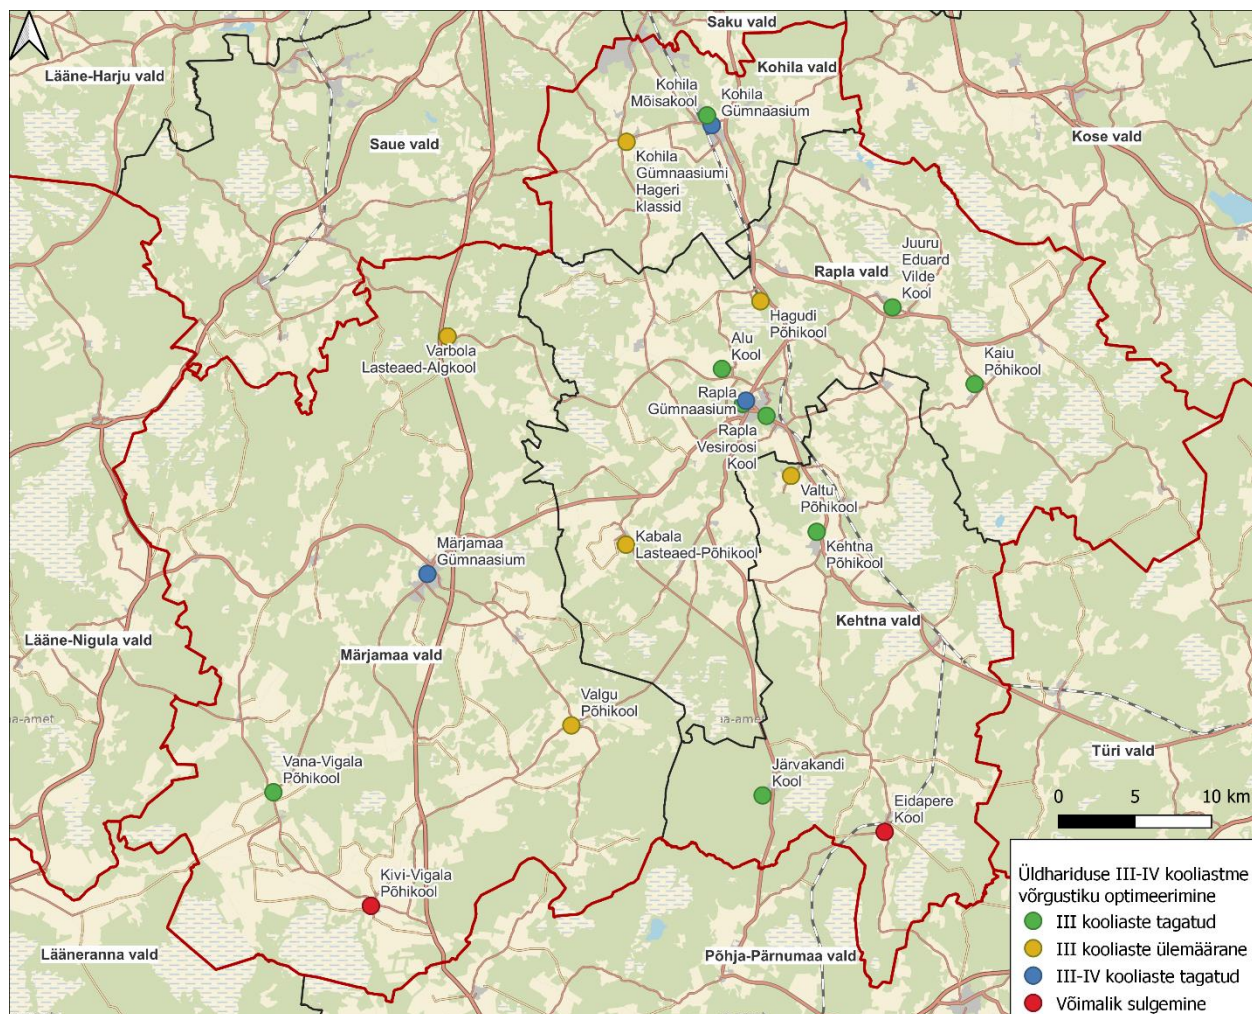 Saku vald
Lääne-Harju vald
Kohila vald
Kohila
Mõisakool
Kohila
Gümnaasium
Kose vald
Saue vald
Kohila
Gümnaasiumi
Hageri
klassid
Juuru
Eduard
Vilde
Kool
Rapla vald
Hagudi
Põhikool
Alu
Kool
Varbola
Lasteaed-Algkool
Kaiu
Põhikool
Rapla
Gümnaasium
Rapla
Vesiroosi
Kool
Valtu
Põhikool
Märjamaa
Gümnaasium
Kabala
Lasteaed-Põhikool
Kehtna
Põhikool
Kehtna vald
Lääne-Nigula vald
Märjamaa vald
Valgu
Põhikool
a-amet
aa-amet
Türi vald
Vana-Vigala
Põhikool
Järvakandi
Kool
Eidapere
Kool
0 5 10 km
Kivi-Vigala
Põhikool
Lääneranna vald
Põhja-Pärnumaa vald
Üldhariduse III-IV kooliastme
võrgustiku optimeerimine
III kooliaste tagatud
III kooliaste ülemäärane
III-IV kooliaste tagatud
Võimalik sulgemine